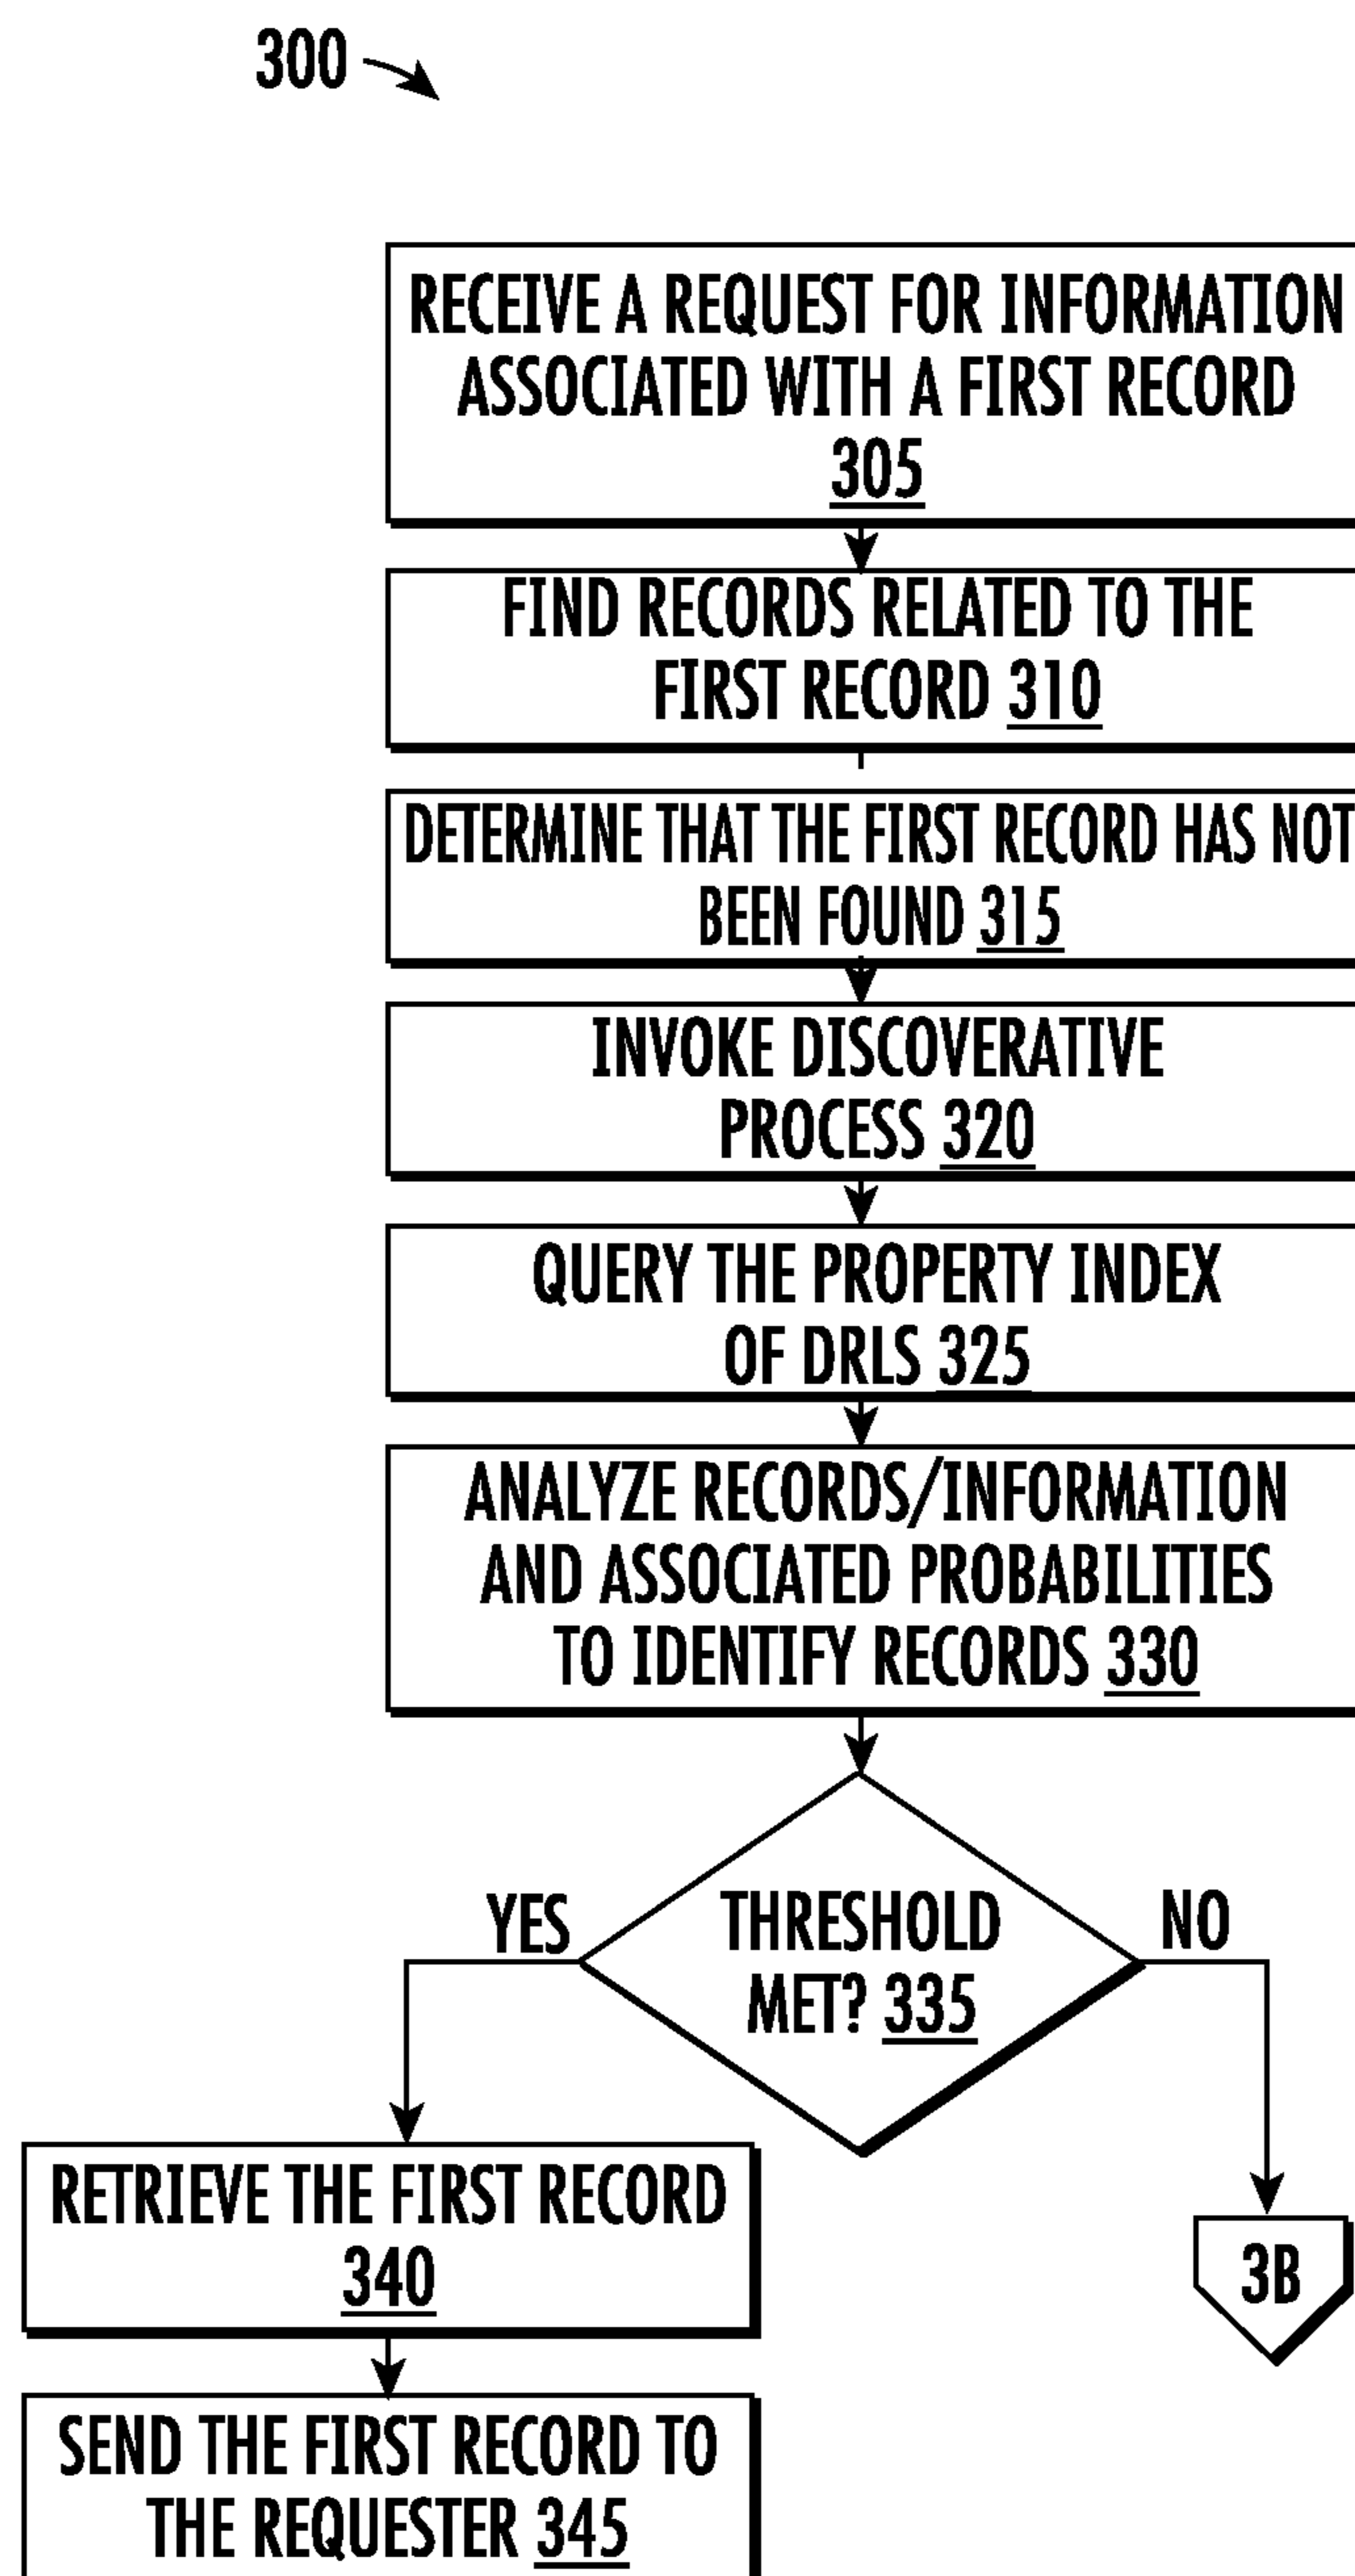 300
RECEIVE A REQUEST FOR INFORMATION
ASSOCIATED WITH A FIRST RECORD
305
FIND RECORDS RELATED TO THE
FIRST RECORD 310
DETERMINE THAT THE FIRST RECORD HAS NOT
BEEN FOUND 315
INVOKE DISCOVERATIVE
PROCESS 320
QUERY THE PROPERTY INDEX
OF DRLS 325
ANALYZE RECORDS/INFORMATION
AND ASSOCIATED PROBABILITIES
TO IDENTIFY RECORDS 330
YES
THRESHOLD
MET? 335
NO
RETRIEVE THE FIRST RECORD
340
3B
SEND THE FIRST RECORD TO
THE REQUESTER 345